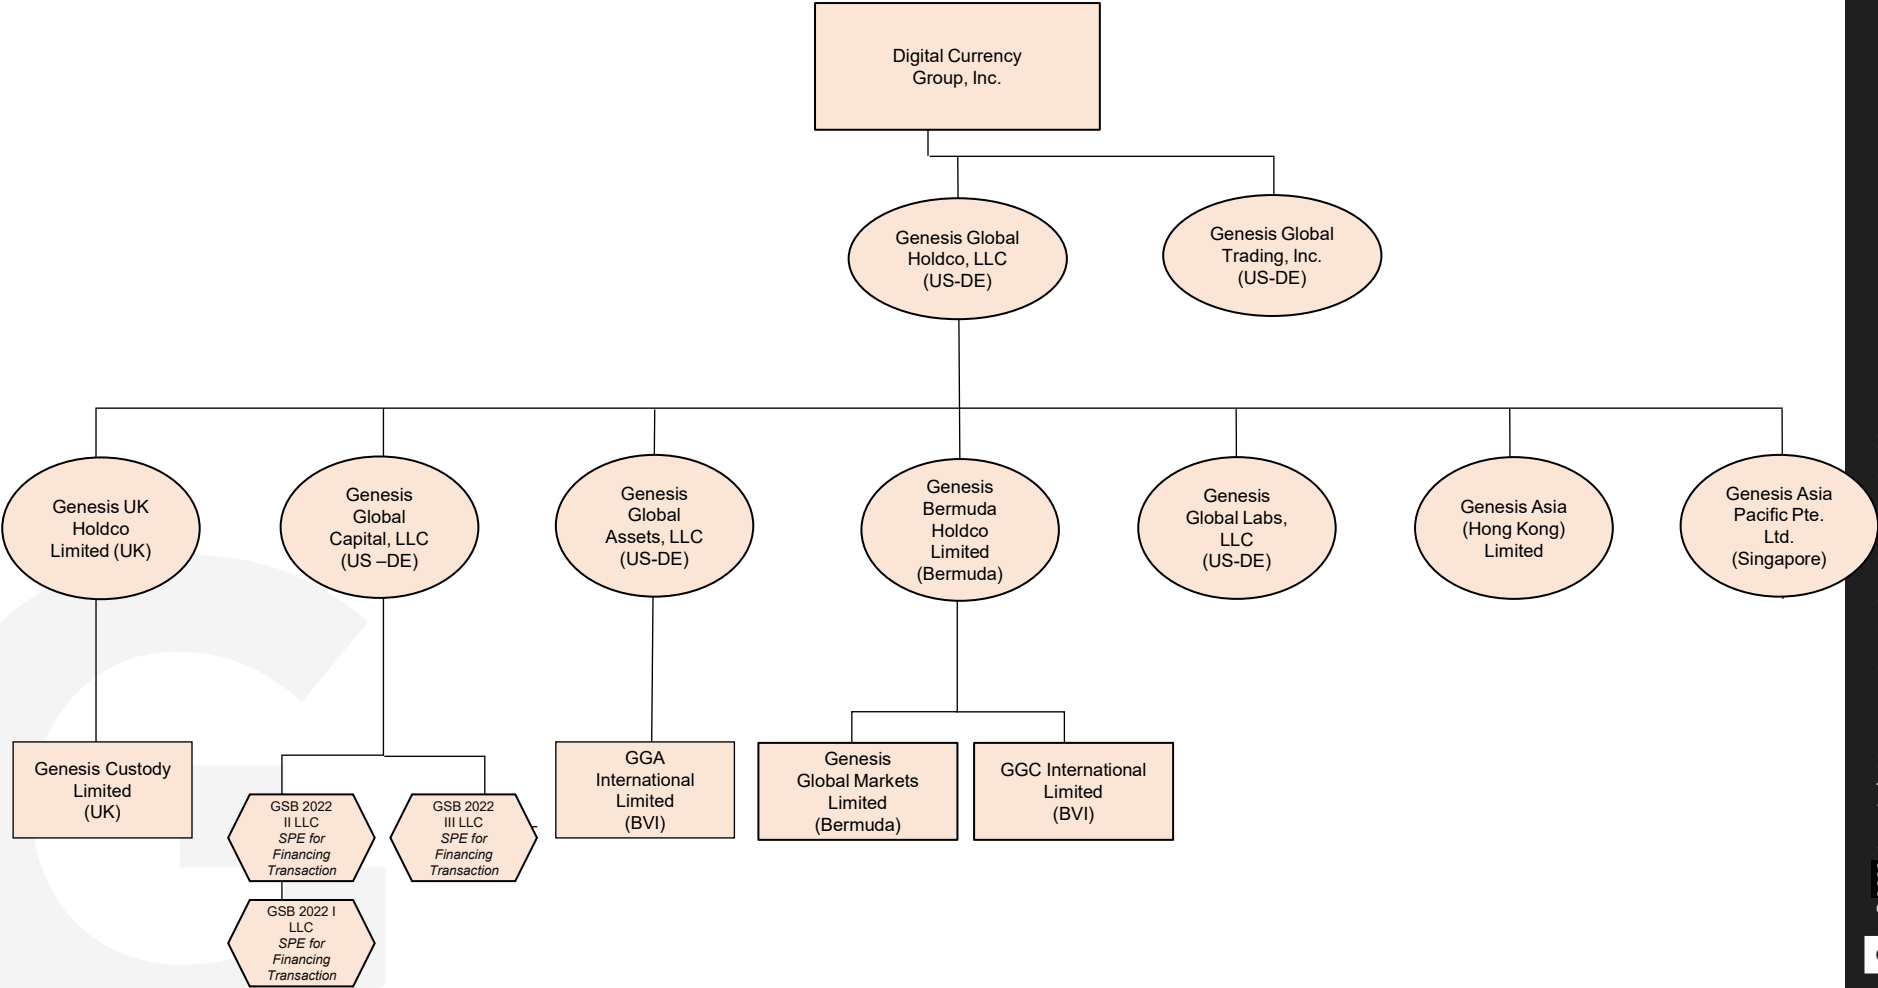 Digital Currency
Group, Inc.
Genesis Global
Holdco, LLC
(US-DE)
Genesis Global
Trading, Inc.
(US-DE)
Genesis UK
Holdco
Limited (UK)
Genesis
Global
Capital, LLC
(US –DE)
Genesis
Global
Assets, LLC
(US-DE)
Genesis
Bermuda
Holdco
Limited
(Bermuda)
Genesis
Global Labs,
LLC
(US-DE)
Genesis Asia
(Hong Kong)
Limited
Genesis Asia
Pacific Pte.
Ltd.
(Singapore)
Genesis Custody
Limited
(UK)
GSB 2022
II LLC
SPE for
Financing
Transaction
GSB 2022
III LLC
SPE for
Financing
Transaction
GGA
International
Limited
(BVI)
Genesis
Global Markets
Limited
(Bermuda)
GGC International
Limited
(BVI)
GSB 2022 I
LLC
SPE for
Financing
Transaction